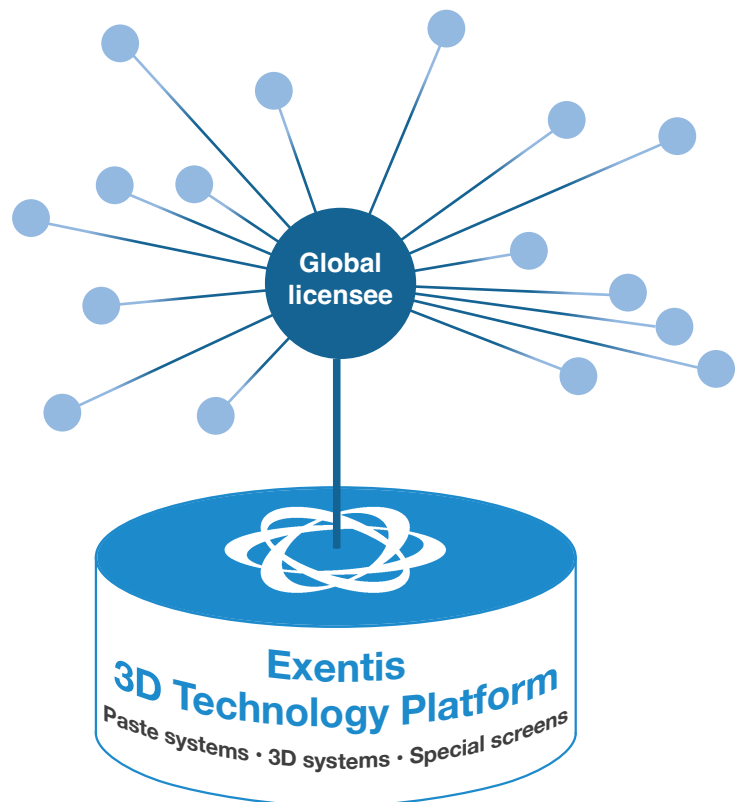 Global
licensee
Exentis
3D Technology Platform
Paste systems · 3D systems · Special screens